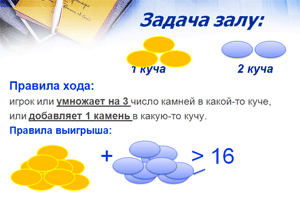 Задача залу:
1 куча 2 куча
Правила хода:
игрок или умножает на 3 число камней в какой-то куче,
или добавляет 1 камень в какую-то кучу.
Правила выигрыша:
+ > 16